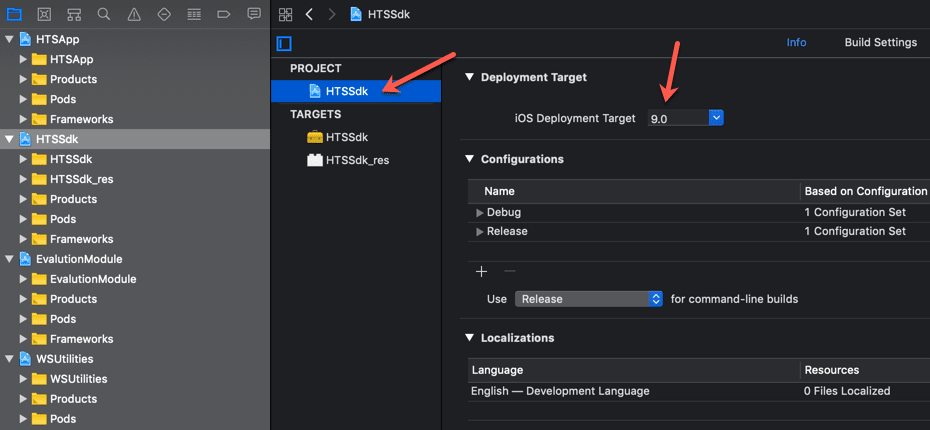 HTSApp
HTSApp
Products
Pods
Frameworks
HTSSdk
HTSSdk
HTSSdk_res
Products
Pods
Frameworks
EvalutionModule
EvalutionModule
Products
Pods
Frameworks
WSUtilities
WSUtilities
Products
Pods
HTSSdk
Info Build Settings
PROJECT
HTSSdk
TARGETS
HTSSdk
HTSSdk_res
Deployment Target
iOS Deployment Target 9.0
Configurations
Name Based on Configuration
Debug 1 Configuration Set
Release 1 Configuration Set
Use Release for command-line builds
Localizations
Language Resources
English — Development Language 0 Files Localized